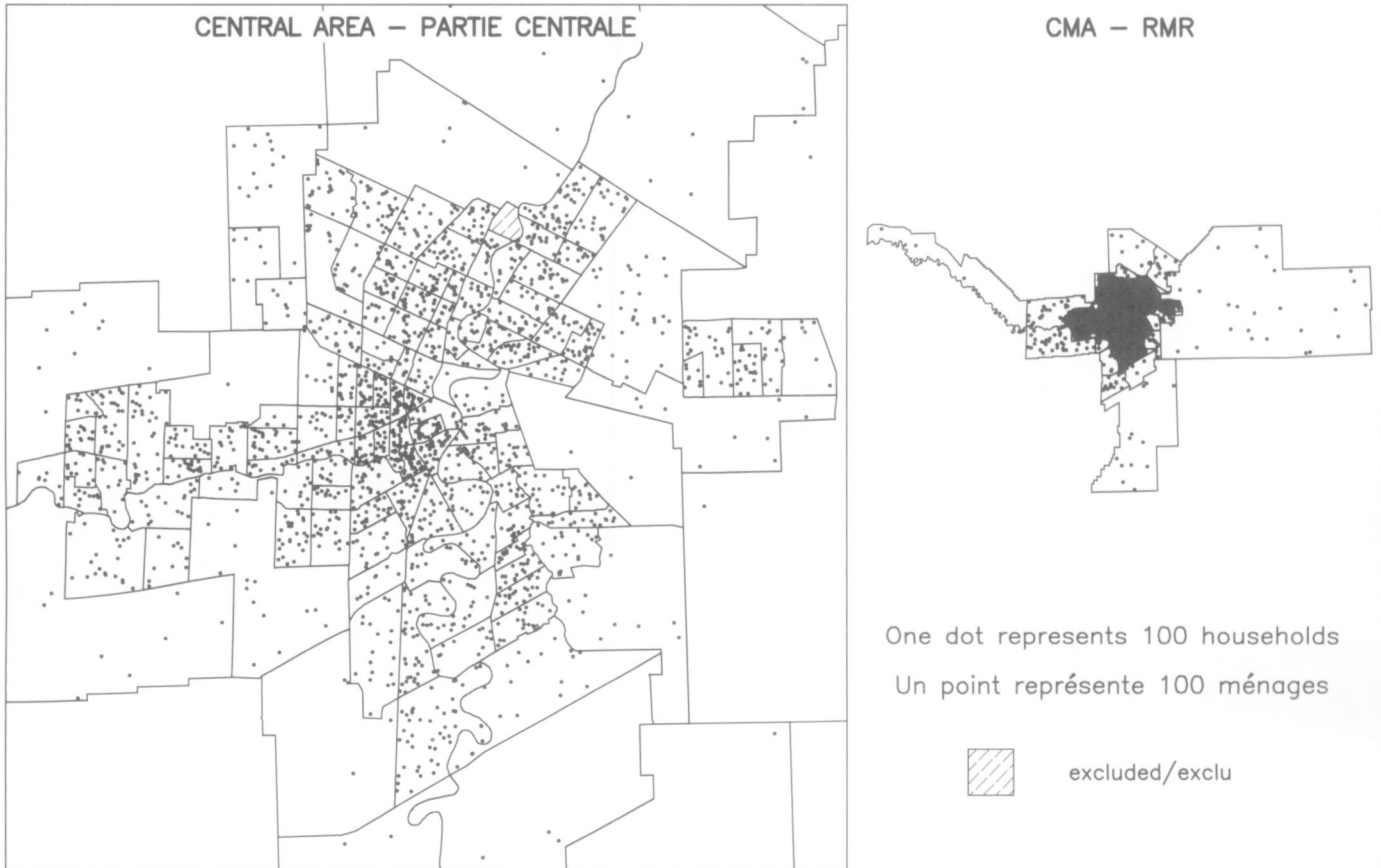 CENTRAL AREA – PARTIE CENTRALE
CMA – RMR
One dot represents 100 households
Un point représente 100 ménages
excluded/exclu